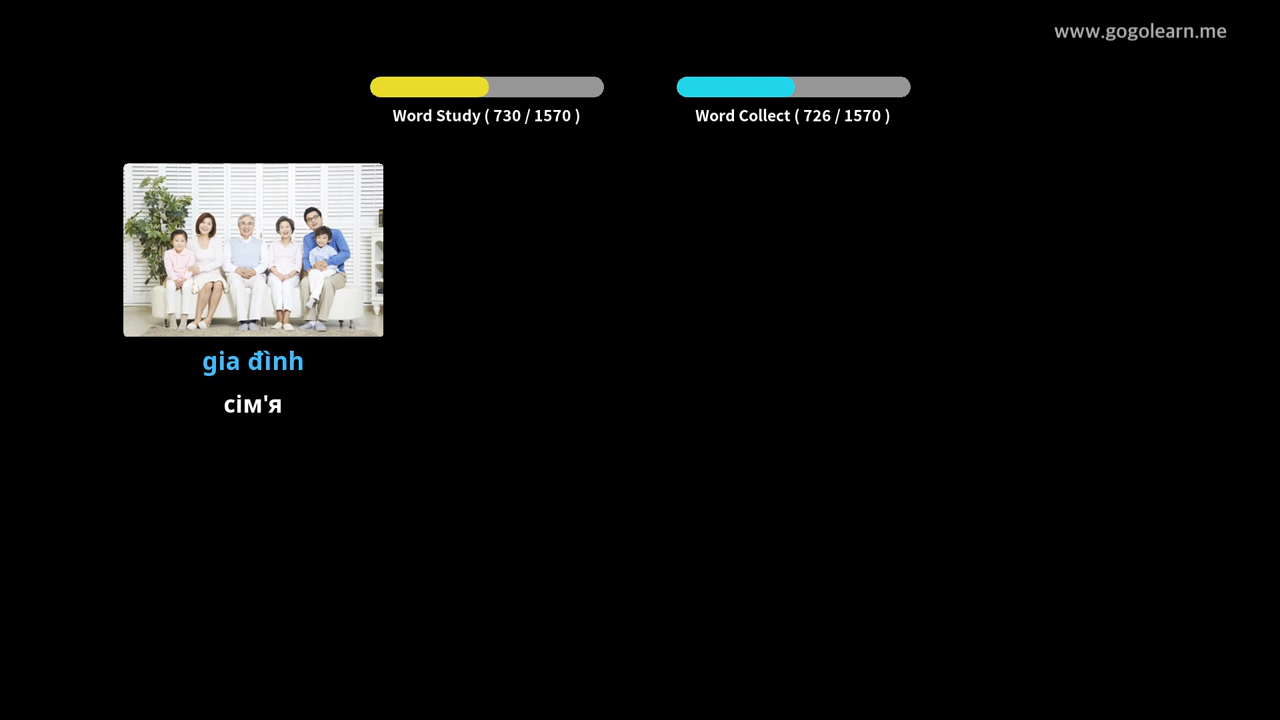 www.gogolearn.me
Word Study ( 730 / 1570 )
Word Collect ( 726 / 1570 )
gia đình
сім'я